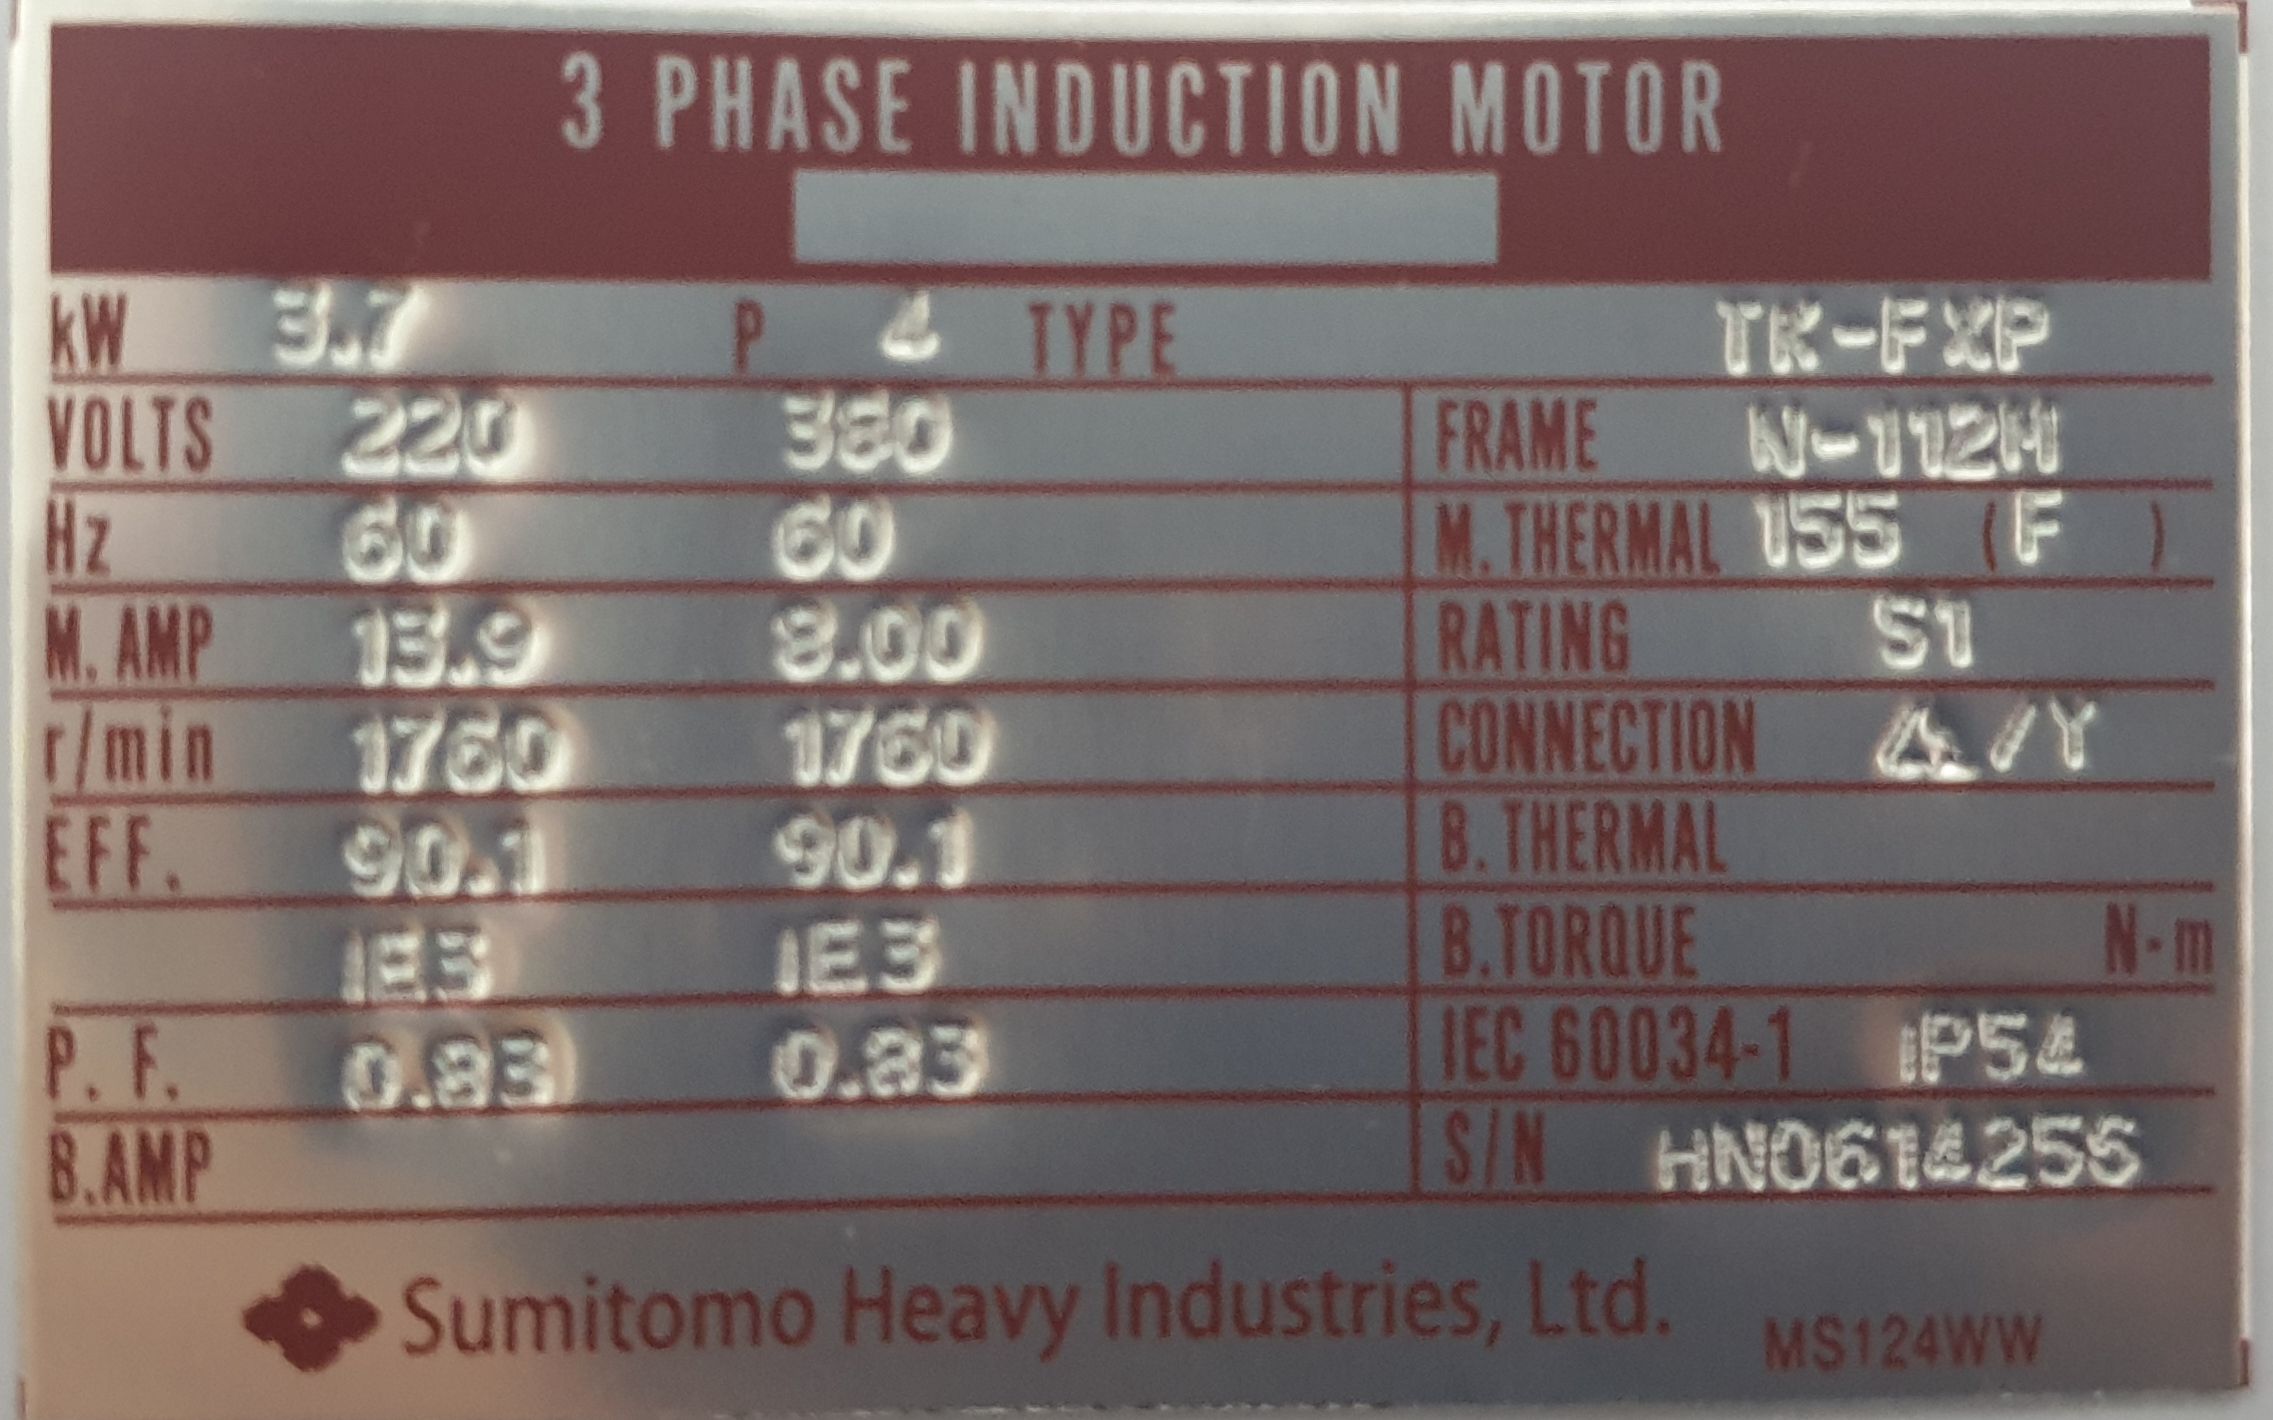 3 PHASE INDUCTION MOTOR
kW 3.7 P 4 TYPE TK-FXP
VOLTS 220 380 FRAME N-112M
Hz 60 60 M.THERMAL 155 (F )
M. AMP 13.9 8.00 RATING S1
r/min 1760 1760 CONNECTION Δ/Y
EFF. 90.1 90.1 B. THERMAL
IE3 IE3 B.TORQUE N-m
P. F. 0.83 0.83 IEC 60034-1 IP54
B.AMP S/N
Sumitomo Heavy Industries, Ltd. MS124WW